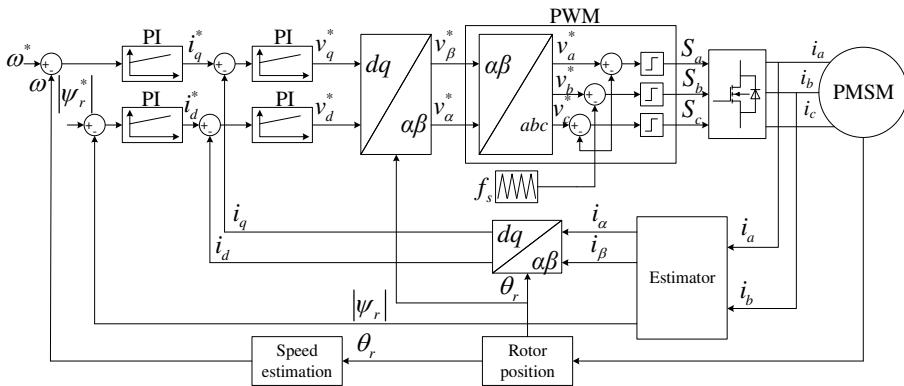 PWM
PI
PI
ω*
ω
i_q*
v_q*
dq
αβ
v_β*
v_α*
αβ
abc
v_a*
v_b*
v_c*
S_a
S_b
S_c
i_a
i_b
i_c
PMSM
|ψ_r*|
PI
PI
i_d*
v_d*
f_s
i_q
i_d
dq
αβ
i_α
i_β
Estimator
i_a
i_b
θ_r
|ψ_r|
Speed
estimation
θ_r
Rotor
position